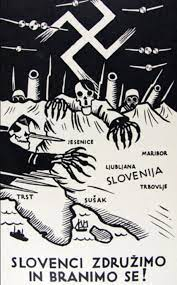 JESENICE
MARIBOR
LJUBLJANA
SLOVENIJA
TRBOVLJE
TRST
SUŠAK
SLOVENCI ZDRUŽIMO
IN BRANIMO SE!